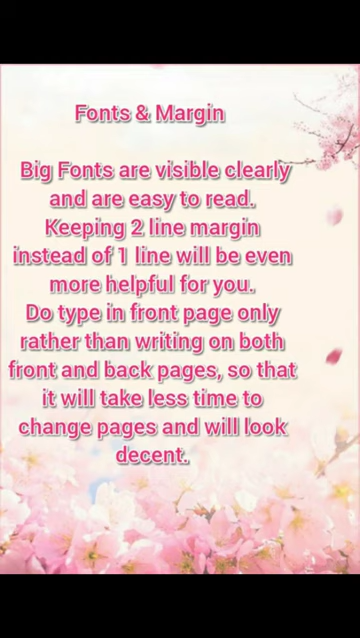 Fonts & Margin
Big Fonts are visible clearly
and are easy to read.
Keeping 2 line margin
instead of 1 line will be even
more helpful for you.
Do type in front page only
rather than writing on both
front and back pages, so that
it will take less time to
change pages and will look
decent.